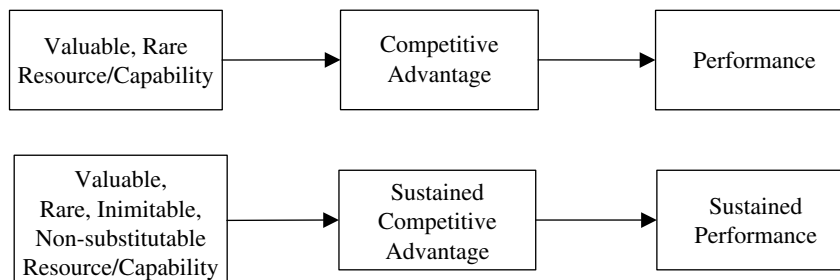 Valuable, Rare
Resource/Capability
Competitive
Advantage
Performance
Valuable,
Rare, Inimitable,
Non-substitutable
Resource/Capability
Sustained
Competitive
Advantage
Sustained
Performance